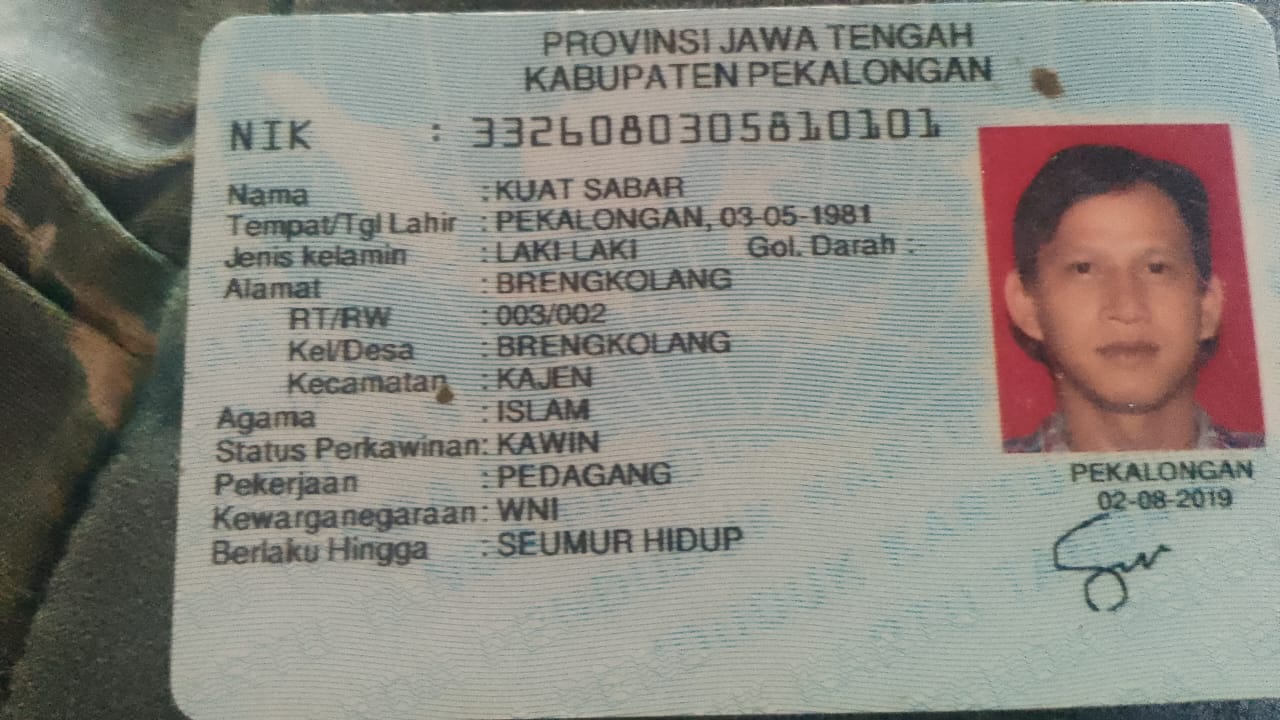 PROVINSI JAWA TENGAH
KABUPATEN PEKALONGAN
NIK : 3326080305810101
Nama : KUAT SABAR
Tempat/Tgl Lahir : PEKALONGAN, 03-05-1981
Jenis kelamin : LAKI-LAKI Gol. Darah :-
Alamat : BRENGKOLANG
RT/RW : 003/002
Kel/Desa : BRENGKOLANG
Kecamatan : KAJEN
Agama : ISLAM
Status Perkawinan: KAWIN
Pekerjaan : PEDAGANG
Kewarganegaraan: WNI
Berlaku Hingga : SEUMUR HIDUP
PEKALONGAN
02-08-2019